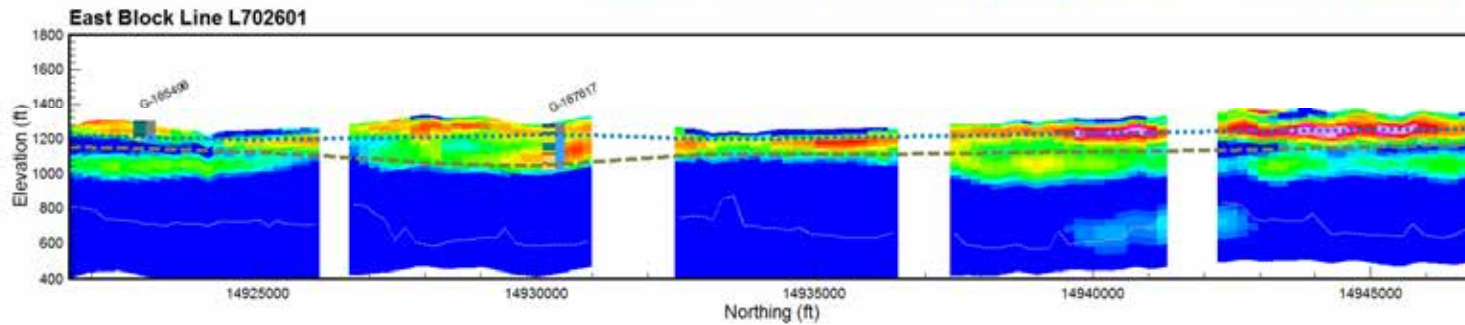 East Block Line L702601
1800
1600
1400
1200
1000
800
600
400
Elevation (ft)
G-165498
G-167617
14925000 14930000 14935000 14940000 14945000
Northing (ft)